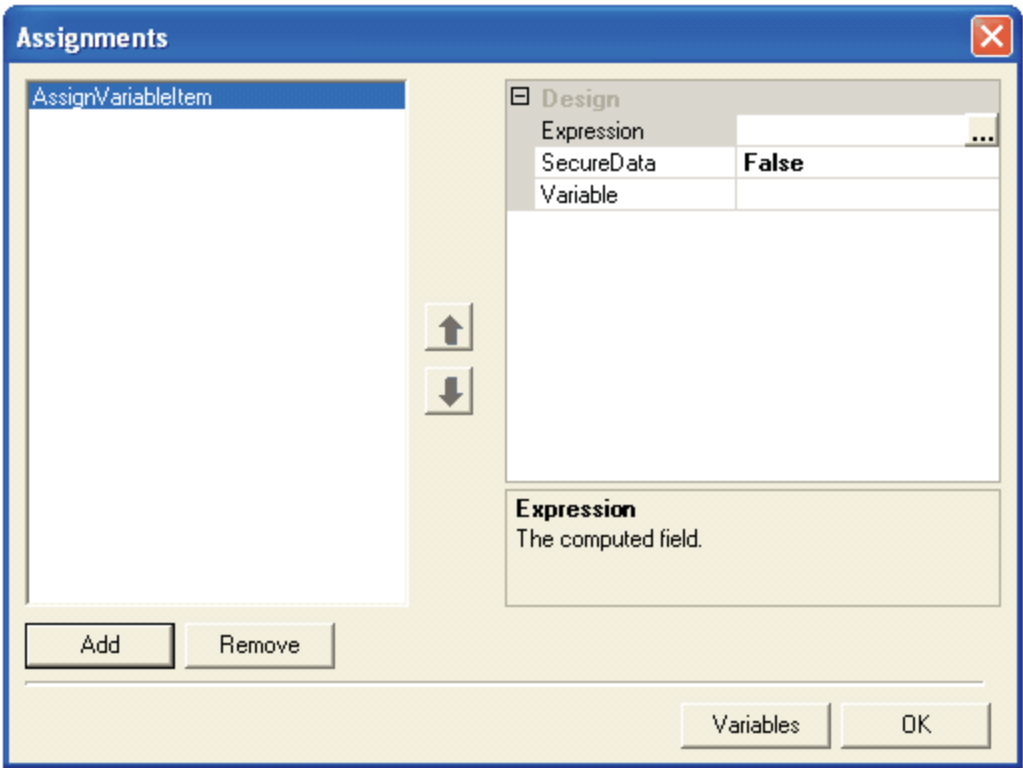 Assignments
AssignVariableItem
Design
Expression ...
SecureData False
Variable
Expression
The computed field.
Add Remove
Variables OK